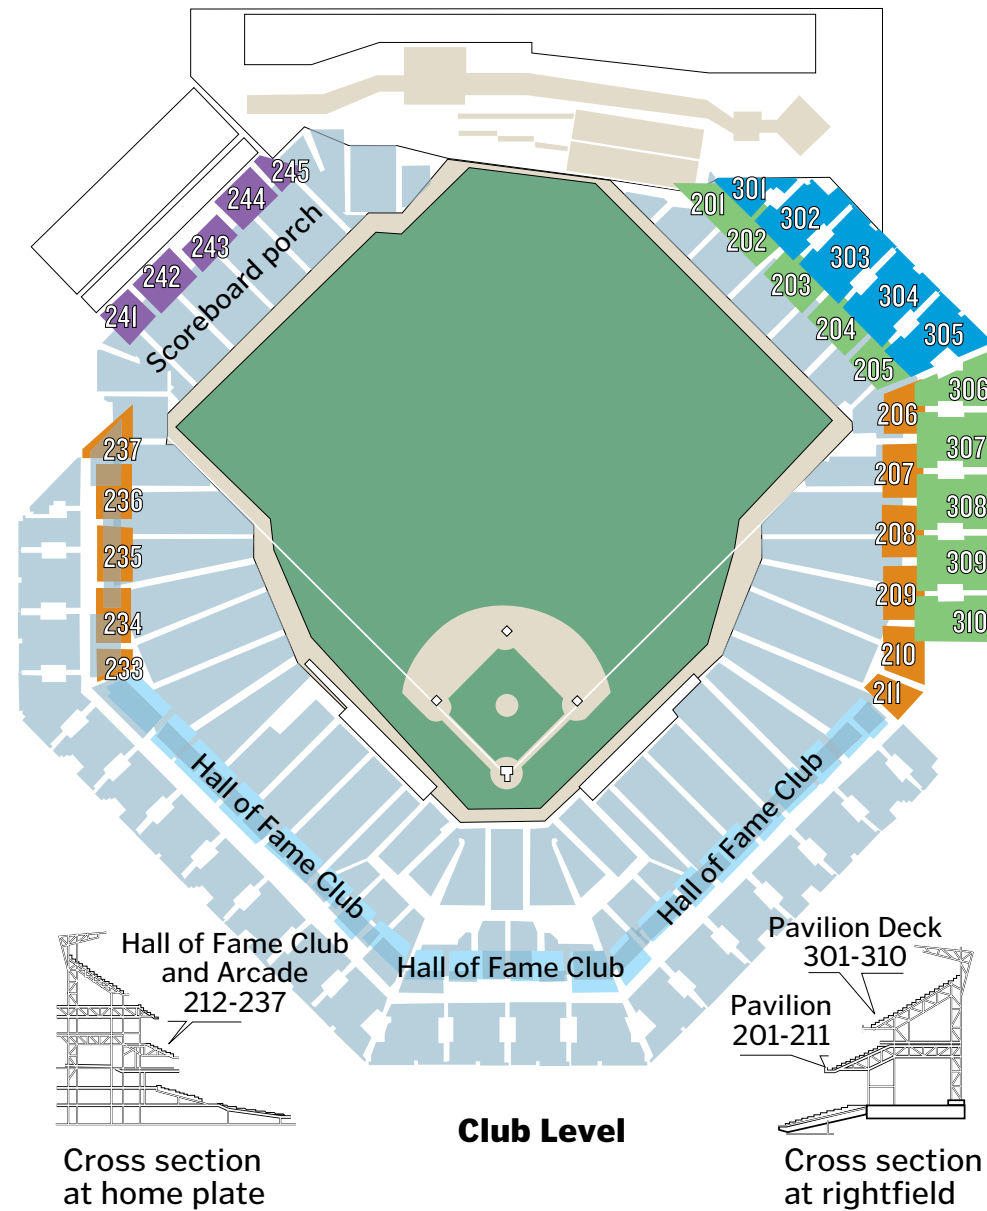 245
244
243
242
241
Scoreboard porch
201
202
203
204
205
301
302
303
304
305
306
307
308
309
310
206
207
208
209
210
211
237
236
235
234
233
Hall of Fame Club
Hall of Fame Club
Hall of Fame Club
Hall of Fame Club
and Arcade
212-237
Pavilion Deck
301-310
Pavilion
201-211
Club Level
Cross section
at home plate
Cross section
at rightfield